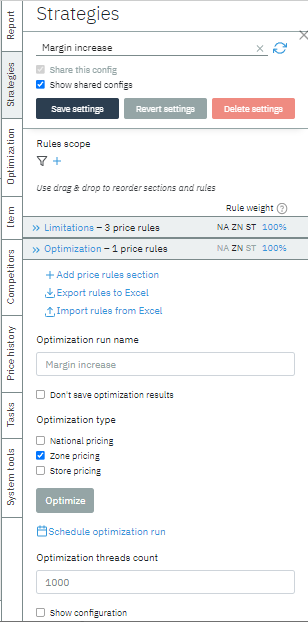 Strategies
Report
Strategies
Optimization
Item
Competitors
Price history
Tasks
System tools
Margin increase
Share this config
Show shared configs
Save settings Revert settings Delete settings
Rules scope
Use drag & drop to reorder sections and rules
Rule weight ?
» Limitations – 3 price rules NA ZN ST 100%
» Optimization – 1 price rules NA ZN ST 100%
+ Add price rules section
Export rules to Excel
Import rules from Excel
Optimization run name
Margin increase
Don't save optimization results
Optimization type
National pricing
Zone pricing
Store pricing
Optimize
Schedule optimization run
Optimization threads count
1000
Show configuration